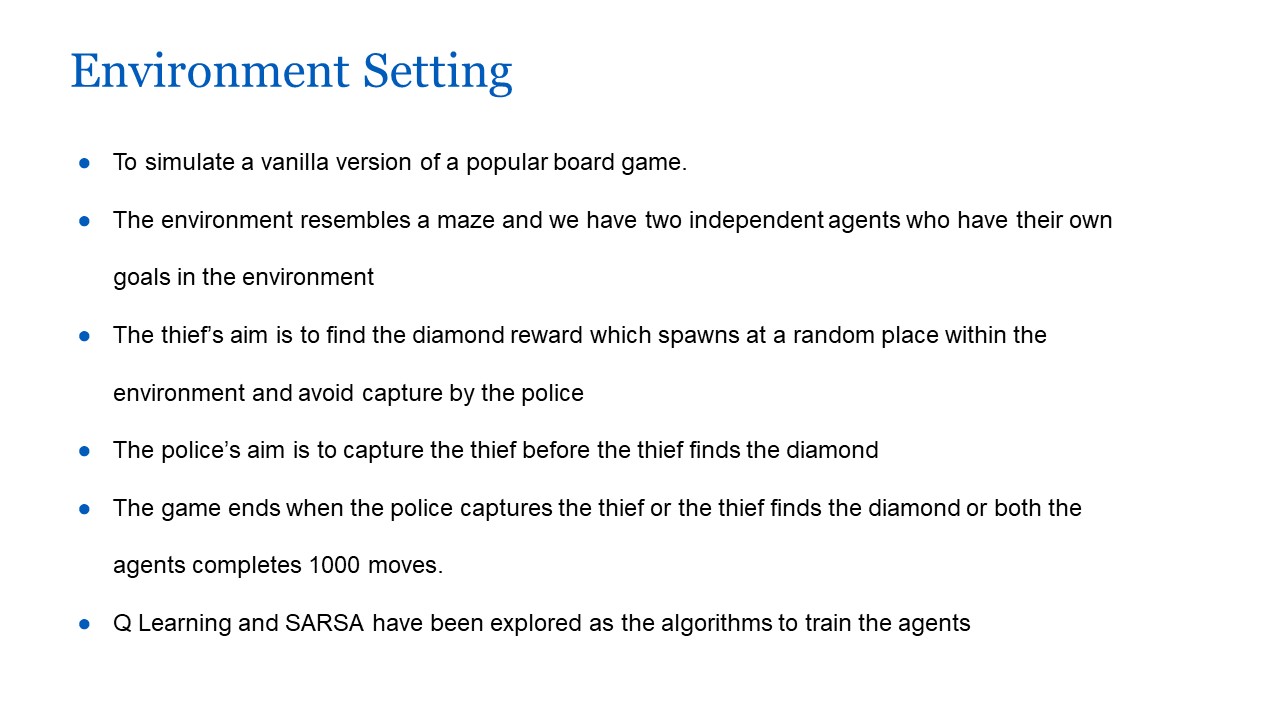 Environment Setting
● To simulate a vanilla version of a popular board game.
● The environment resembles a maze and we have two independent agents who have their own
goals in the environment
● The thief’s aim is to find the diamond reward which spawns at a random place within the
environment and avoid capture by the police
● The police’s aim is to capture the thief before the thief finds the diamond
● The game ends when the police captures the thief or the thief finds the diamond or both the
agents completes 1000 moves.
● Q Learning and SARSA have been explored as the algorithms to train the agents